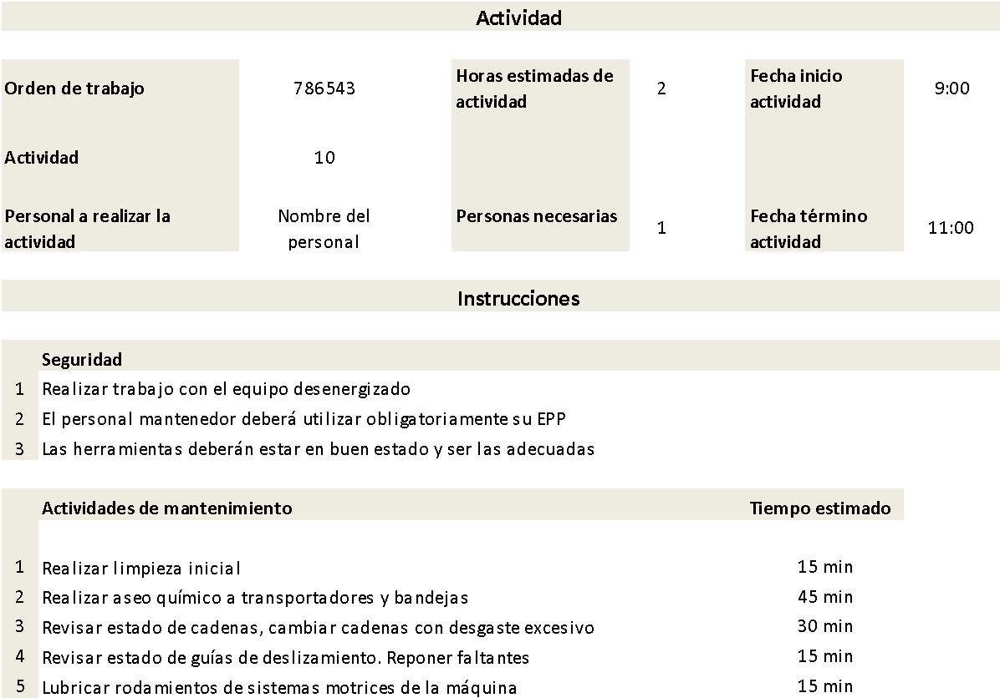 Actividad
Orden de trabajo 786543 Horas estimadas de actividad 2 Fecha inicio actividad 9:00
Actividad 10
Personal a realizar la actividad Nombre del personal Personas necesarias 1 Fecha término actividad 11:00
Instrucciones
Seguridad
1 Realizar trabajo con el equipo desenergizado
2 El personal mantenedor deberá utilizar obligatoriamente su EPP
3 Las herramientas deberán estar en buen estado y ser las adecuadas
Actividades de mantenimiento Tiempo estimado
1 Realizar limpieza inicial 15 min
2 Realizar aseo químico a transportadores y bandejas 45 min
3 Revisar estado de cadenas, cambiar cadenas con desgaste excesivo 30 min
4 Revisar estado de guías de deslizamiento. Reponer faltantes 15 min
5 Lubricar rodamientos de sistemas motrices de la máquina 15 min